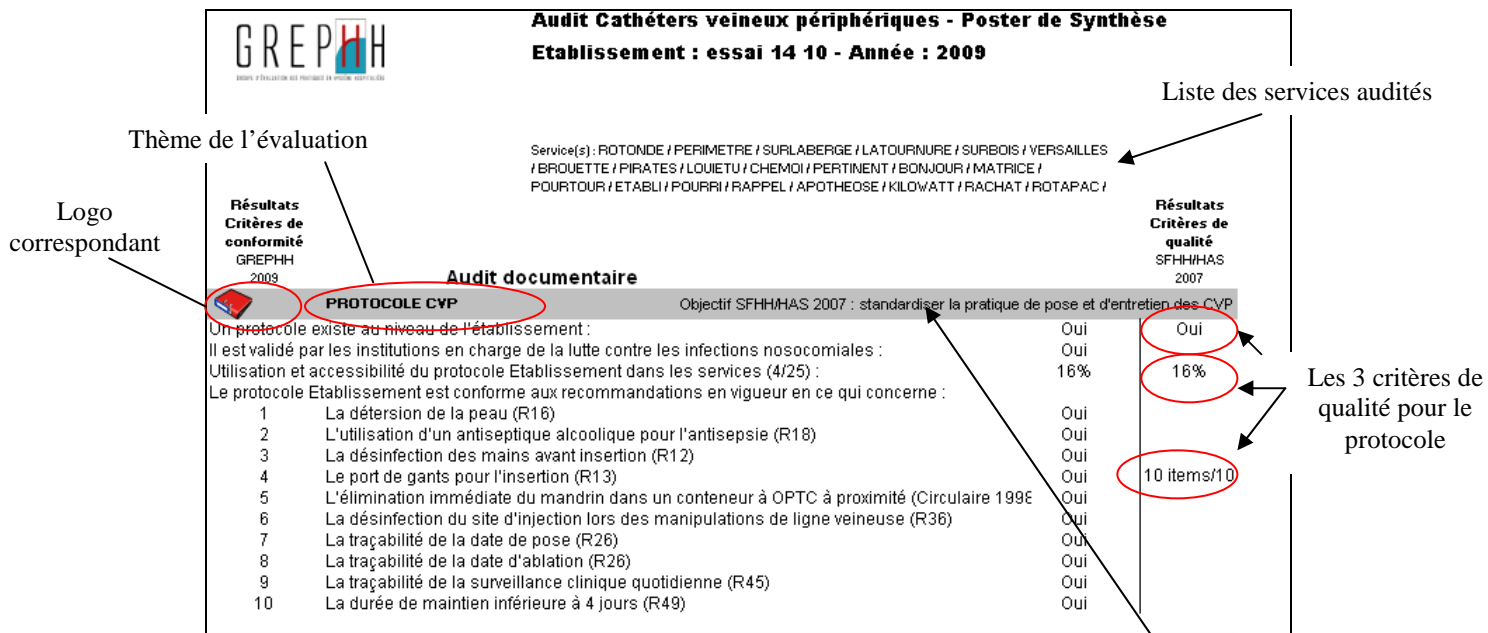 GREPHH
Audit Cathéters veineux périphériques - Poster de Synthèse
Etablissement : essai 14 10 - Année : 2009
Liste des services audités
Thème de l'évaluation
Service(s) : ROTONDE / PERIMETRE / SURLABERGE / LATOURNURE / SURBOIS / VERSAILLES
/ BROUETTE / PIRATES / LOUIETU / CHEMOI / PERTINENT / BONJOUR / MATRICE /
POURTOUR / ETABLI / POURRI / RAPPEL / APOTHEOSE / KILOWATT / RACHAT / ROTAPAC /
Logo
correspondant
Résultats
Critères de
conformité
GREPHH
2009
Résultats
Critères de
qualité
SFHH/HAS
2007
Audit documentaire
PROTOCOLE CVP Objectif SFHH/HAS 2007 : standardiser la pratique de pose et d'entretien des CVP
Un protocole existe au niveau de l'établissement : Oui Oui
Il est validé par les institutions en charge de la lutte contre les infections nosocomiales : Oui
Utilisation et accessibilité du protocole Etablissement dans les services (4/25) : 16% 16%
Le protocole Etablissement est conforme aux recommandations en vigueur en ce qui concerne :
1 La détersion de la peau (R16) Oui
2 L'utilisation d'un antiseptique alcoolique pour l'antisepsie (R18) Oui
3 La désinfection des mains avant insertion (R12) Oui
4 Le port de gants pour l'insertion (R13) Oui 10 items/10
5 L'élimination immédiate du mandrin dans un conteneur à OPTC à proximité (Circulaire 1998 Oui
6 La désinfection du site d'injection lors des manipulations de ligne veineuse (R36) Oui
7 La traçabilité de la date de pose (R26) Oui
8 La traçabilité de la date d'ablation (R26) Oui
9 La traçabilité de la surveillance clinique quotidienne (R45) Oui
10 La durée de maintien inférieure à 4 jours (R49) Oui
Les 3 critères de
qualité pour le
protocole